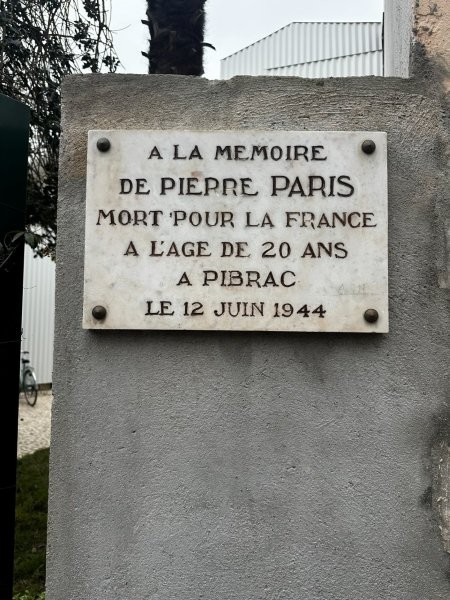 A LA MEMOIRE
DE PIERRE PARIS
MORT POUR LA FRANCE
A L'AGE DE 20 ANS
A PIBRAC
LE 12 JUIN 1944